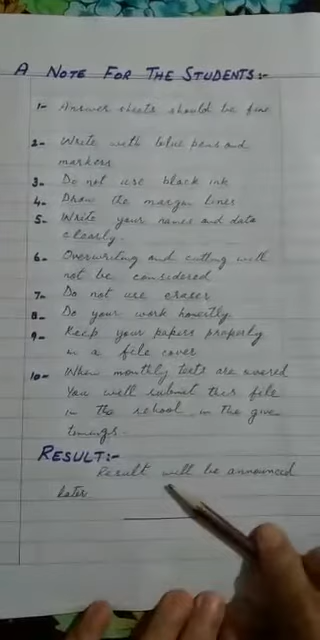 A NOTE FOR THE STUDENTS:-
1- Answer sheets should be fine
2- Write with blue pens and
markers
3- Do not use black ink
4- Draw the margin lines
5- Write your names and data
clearly.
6- Overwriting and cutting will
not be considered
7- Do not use eraser
8- Do your work honestly
9- Keep your papers properly
in a file cover
10- When monthly tests are
You will submit this file
in the school in the give
timings.
RESULT:-
Result will be announced
later